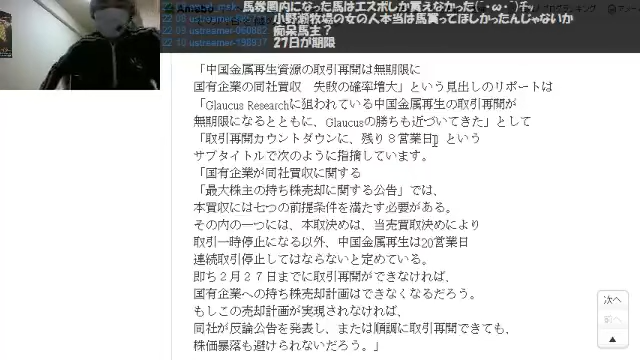 馬券圏内になった馬はエスポしか買えなかった(´・ω・`)ﾁｯ
小野瀬牧場の女の人本当は馬買ってほしかったんじゃないか
痴呆馬主？
27日が期限
「中国金属再生資源の取引再開は無期限に
国有企業の同社買収　失敗の確率増大」という見出しのリポートは
「Glaucus Researchに狙われている中国金属再生の取引再開が
無期限になるとともに、Glaucusの勝ちも近づいてきた」として
「取引再開カウントダウンに、残り８営業日」という
サブタイトルで次のように指摘しています。
「国有企業が同社買収に関する
「最大株主の持ち株売却に関する公告」では、
本買収には七つの前提条件を満たす必要がある。
その内の一つには、本取決めは、当売買取決めにより
取引一時停止になる以外、中国金属再生は20営業日
連続取引停止してはならないと定めている。
即ち２月２７日までに取引再開ができなければ、
国有企業への持ち株売却計画はできなくなるだろう。
もしこの売却計画が実現されなければ、
同社が反論公告を発表し、または順調に取引再開できても、
株価暴落も避けられないだろう。」
次へ
前へ
▲